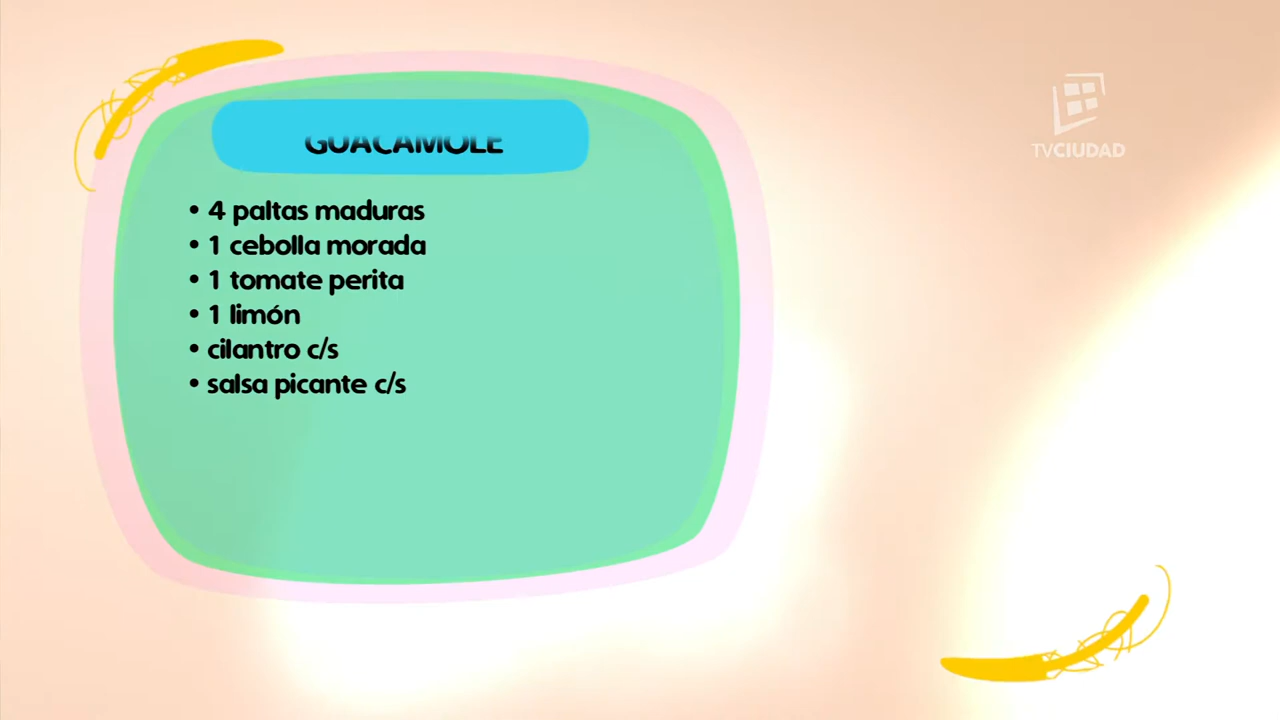 GUACAMOLE
• 4 paltas maduras
• 1 cebolla morada
• 1 tomate perita
• 1 limón
• cilantro c/s
• salsa picante c/s
TVCIUDAD